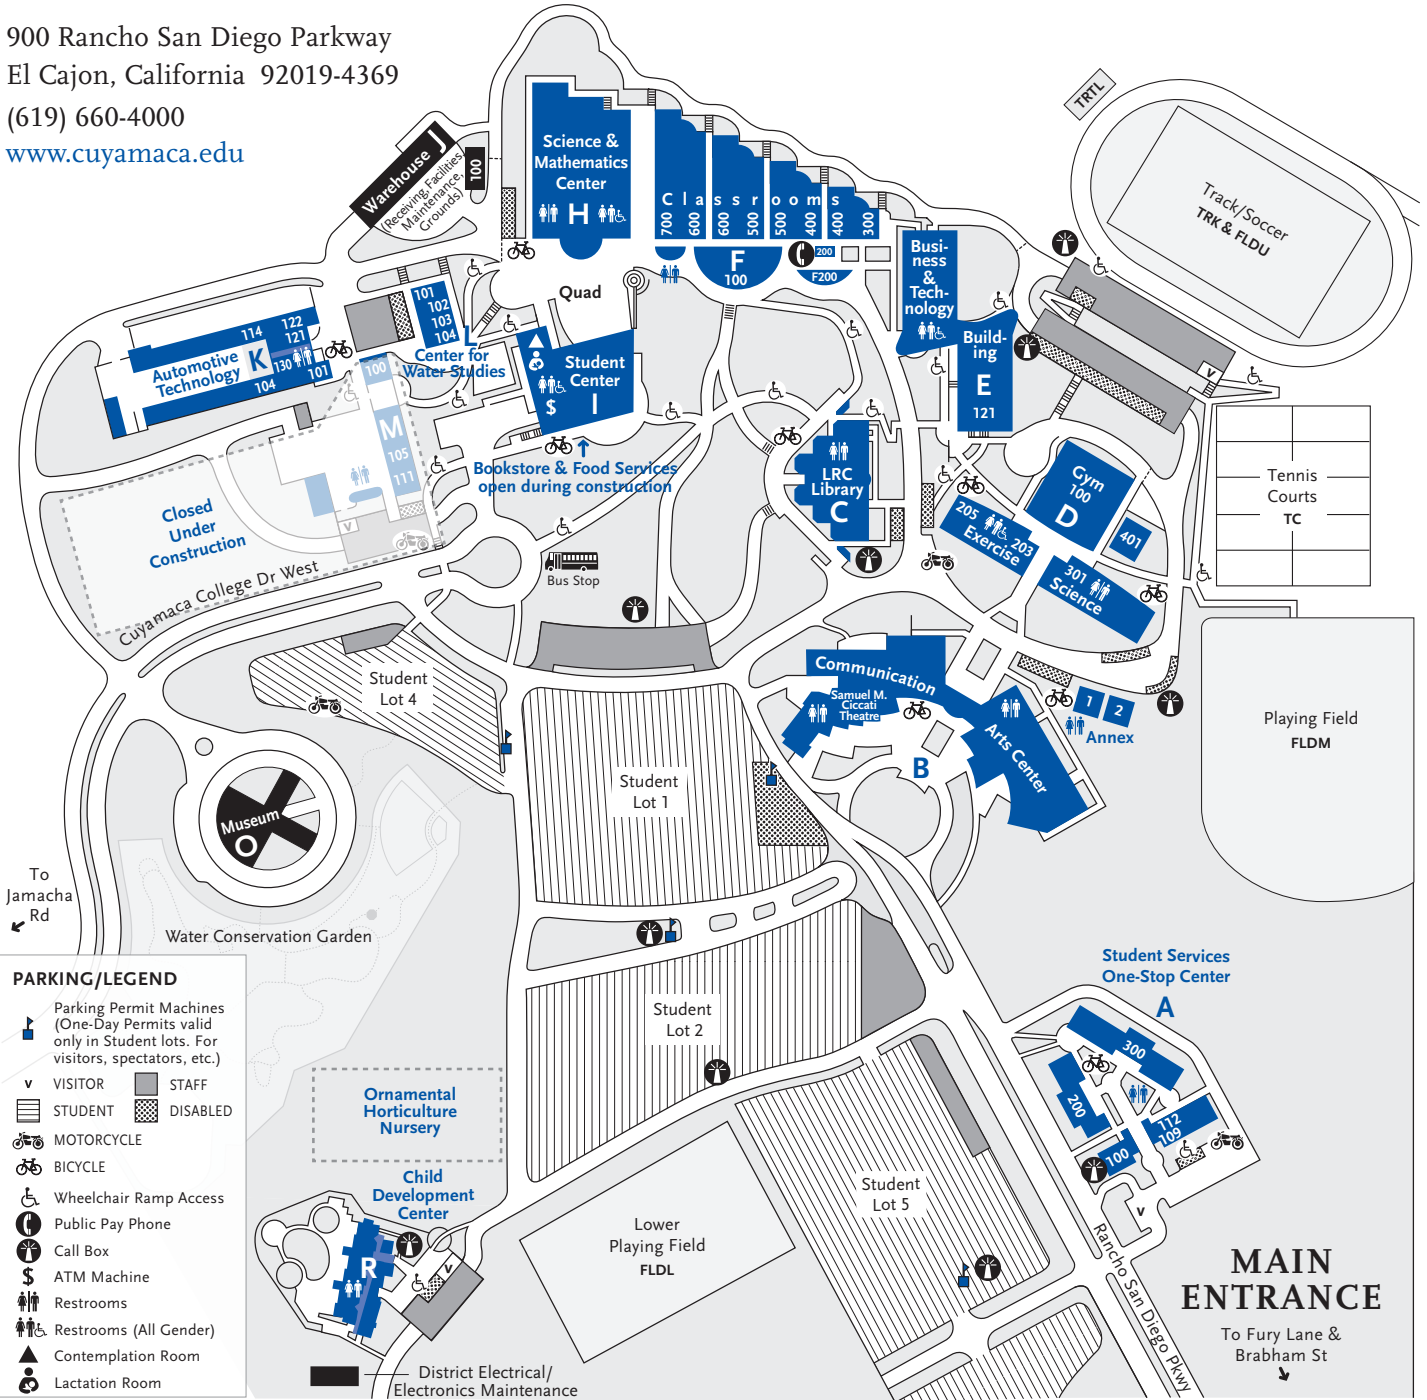 900 Rancho San Diego Parkway
El Cajon, California 92019-4369
(619) 660-4000
www.cuyamaca.edu
Warehouse J
(Receiving, Facilities,
Maintenance,
Grounds)
100
Science &
Mathematics
Center
H
Classrooms
700
600
600
500
500
400
400
300
F
100
200
F200
Quad
TRTL
Track/Soccer
TRK & FLDU
Busi-
ness
&
Tech-
nology
Build-
ing
E
121
114
122
121
Automotive
Technology
K
130
101
104
101
102
103
104
L
Center for
Water Studies
Student
Center
I
$
Bookstore & Food Services
open during construction
100
M
105
111
v
Closed
Under
Construction
Cuyamaca College Dr West
Bus Stop
LRC
Library
C
v
Gym
100
D
401
205
203
Exercise
301
Science
Tennis
Courts
TC
Communication
Samuel M.
Ciccati
Theatre
Arts Center
B
1
2
Annex
Playing Field
FLDM
Student
Lot 4
Student
Lot 1
Museum
O
To
Jamacha
Rd
Water Conservation Garden
Student
Lot 2
Student Services
One-Stop Center
A
300
200
112
109
100
v
Ornamental
Horticulture
Nursery
Child
Development
Center
R
v
Lower
Playing Field
FLDL
Student
Lot 5
Rancho San Diego Pkwy
MAIN
ENTRANCE
To Fury Lane &
Brabham St
District Electrical/
Electronics Maintenance
PARKING/LEGEND
Parking Permit Machines
(One-Day Permits valid
only in Student lots. For
visitors, spectators, etc.)
v VISITOR
STAFF
STUDENT
DISABLED
MOTORCYCLE
BICYCLE
Wheelchair Ramp Access
Public Pay Phone
Call Box
$ ATM Machine
Restrooms
Restrooms (All Gender)
Contemplation Room
Lactation Room